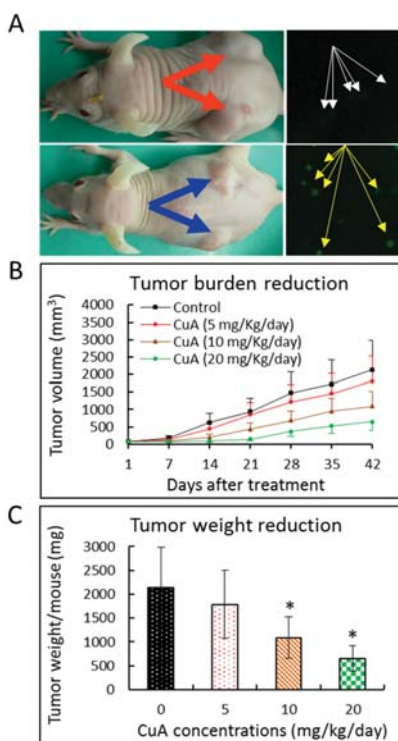 A
B
Tumor burden reduction
Tumor volume (mm³)
4000
3500
3000
2500
2000
1500
1000
500
0
Control
CuA (5 mg/Kg/day)
CuA (10 mg/Kg/day)
CuA (20 mg/Kg/day)
1 7 14 21 28 35 42
Days after treatment
C
Tumor weight reduction
Tumor weight/mouse (mg)
3000
2500
2000
1500
1000
500
0
* *
0 5 10 20
CuA concentrations (mg/kg/day)